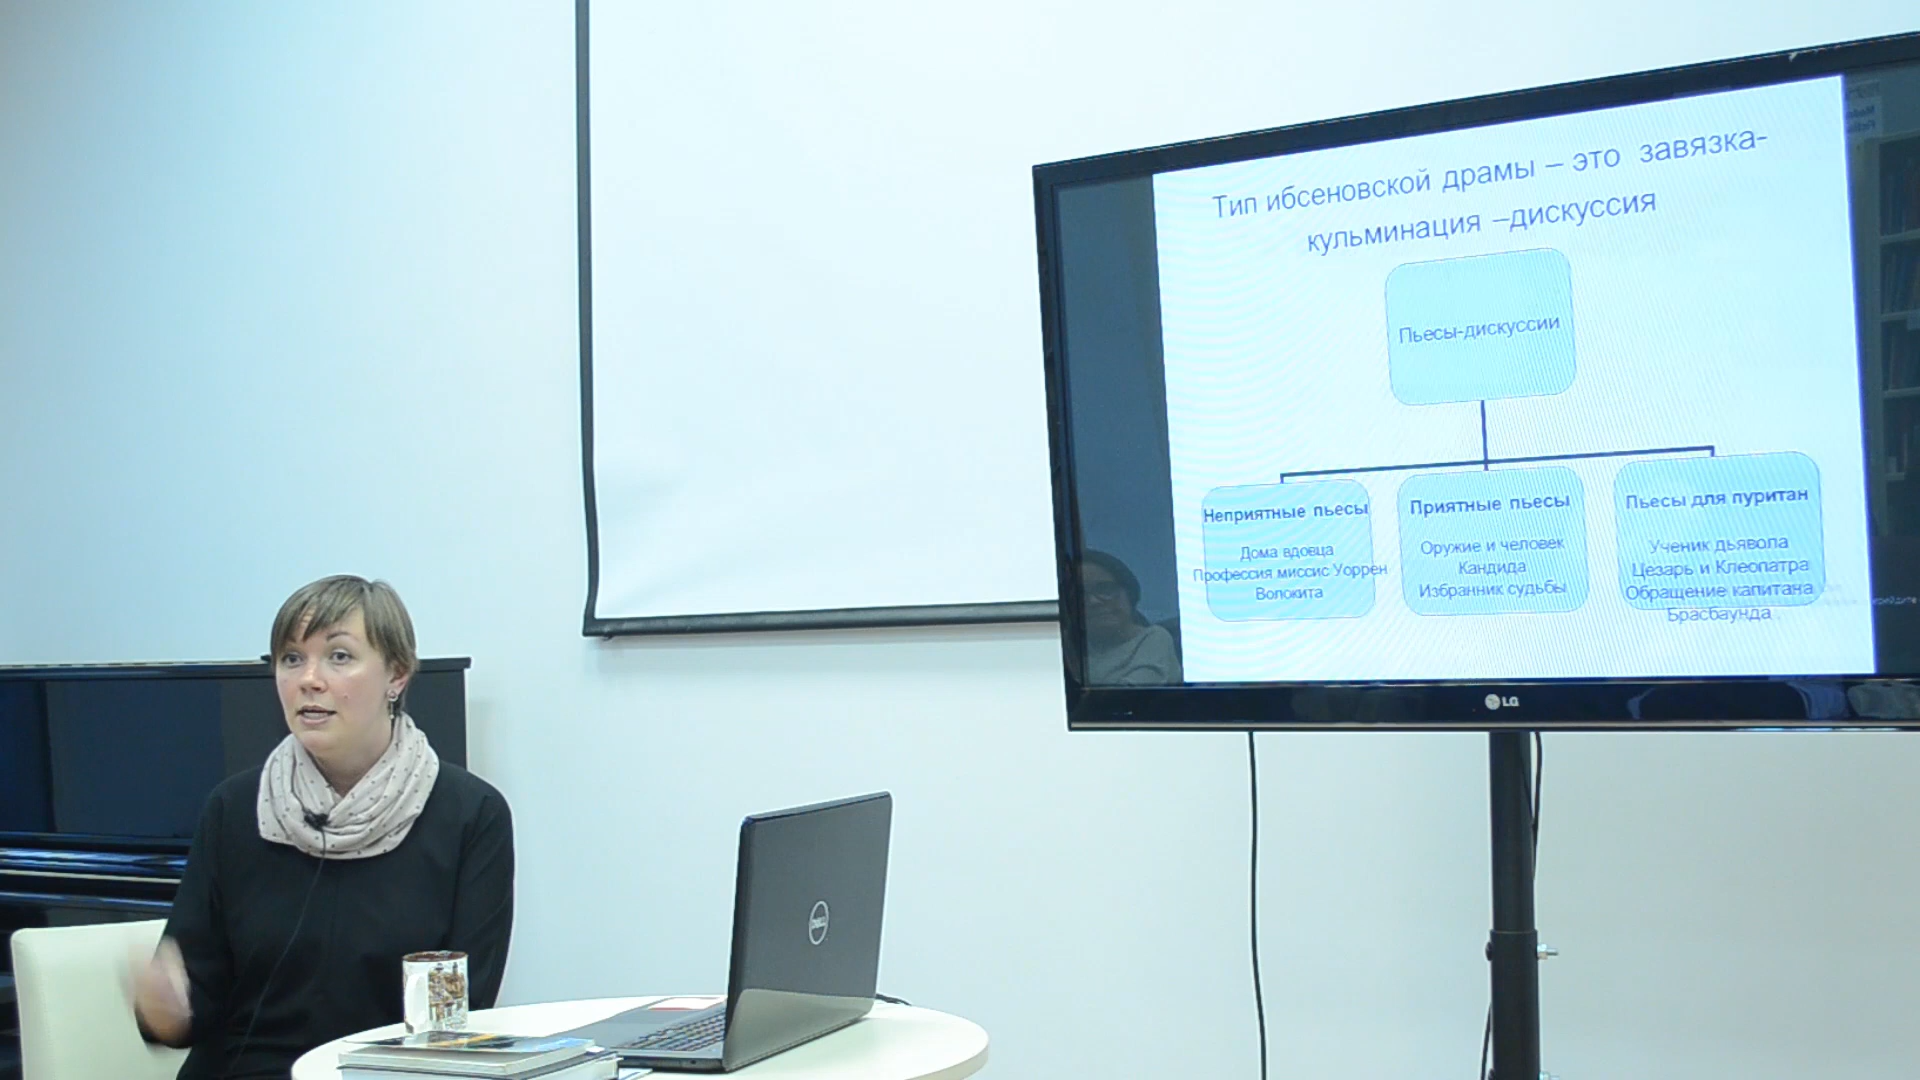 Тип ибсеновской драмы – это завязка-
кульминация –дискуссия
Пьесы-дискуссии
Неприятные пьесы
Дома вдовца
Профессия миссис Уоррен
Волокита
Приятные пьесы
Оружие и человек
Кандида
Избранник судьбы
Пьесы для пуритан
Ученик дьявола
Цезарь и Клеопатра
Обращение капитана
Брасбаунда
LG
DELL